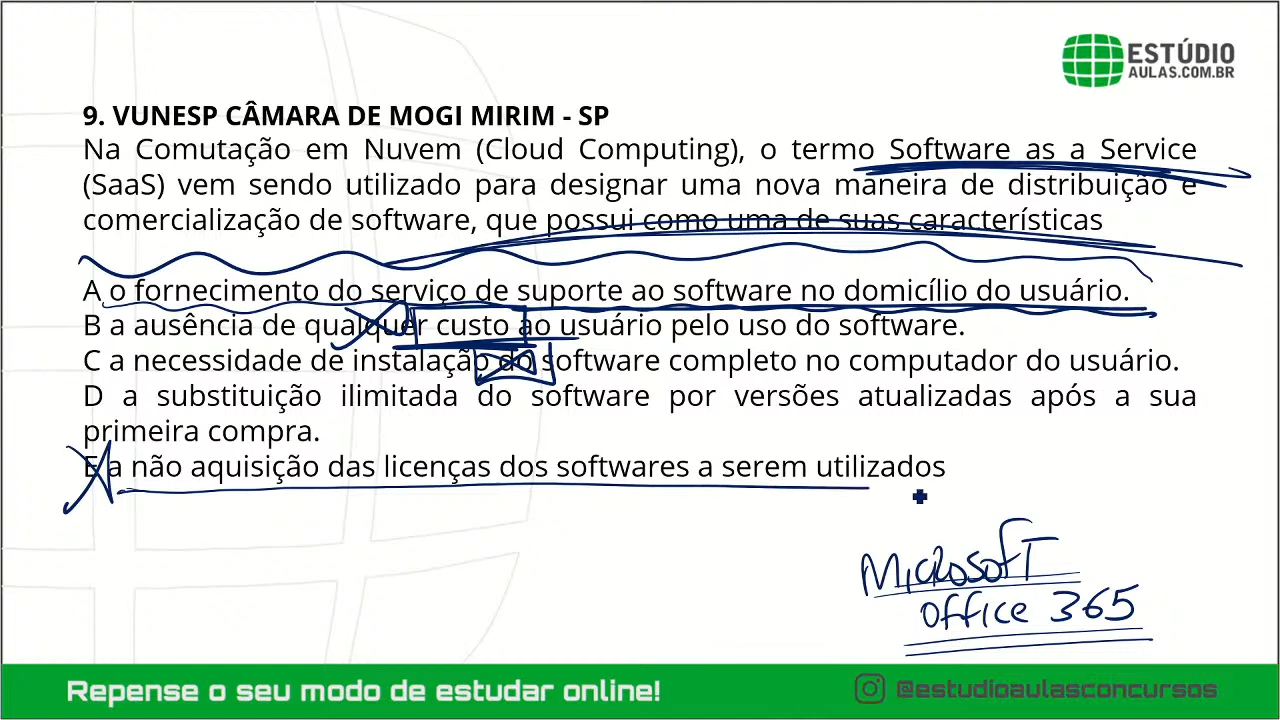 ESTÚDIO
AULAS.COM.BR
9. VUNESP CÂMARA DE MOGI MIRIM - SP
Na Comutação em Nuvem (Cloud Computing), o termo Software as a Service
(SaaS) vem sendo utilizado para designar uma nova maneira de distribuição e
comercialização de software, que possui como uma de suas características
A o fornecimento do serviço de suporte ao software no domicílio do usuário.
B a ausência de qualquer custo ao usuário pelo uso do software.
C a necessidade de instalação do software completo no computador do usuário.
D a substituição ilimitada do software por versões atualizadas após a sua
primeira compra.
E a não aquisição das licenças dos softwares a serem utilizados
Microsoft
Office 365
Repense o seu modo de estudar online!
@estudioaulasconcursos